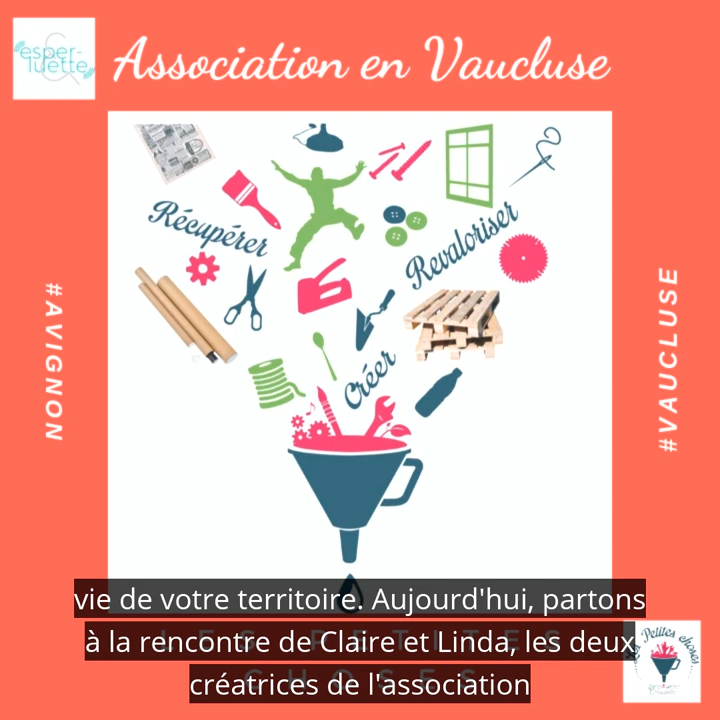 esper-
luette
&
Association en Vaucluse
Récupérer
Revaloriser
Créer
#AVIGNON
#VAUCLUSE
vie de votre territoire. Aujourd'hui, partons
à la rencontre de Claire et Linda, les deux
créatrices de l'association
Petites choses